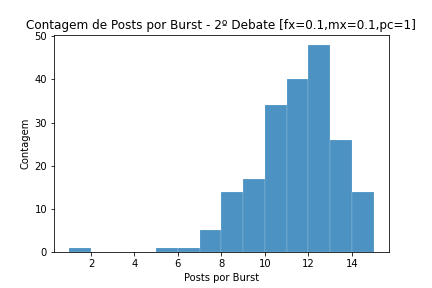 Contagem de Posts por Burst - 2º Debate [fx=0.1,mx=0.1,pc=1]
50
40
30
20
10
0
Contagem
2 4 6 8 10 12 14
Posts por Burst